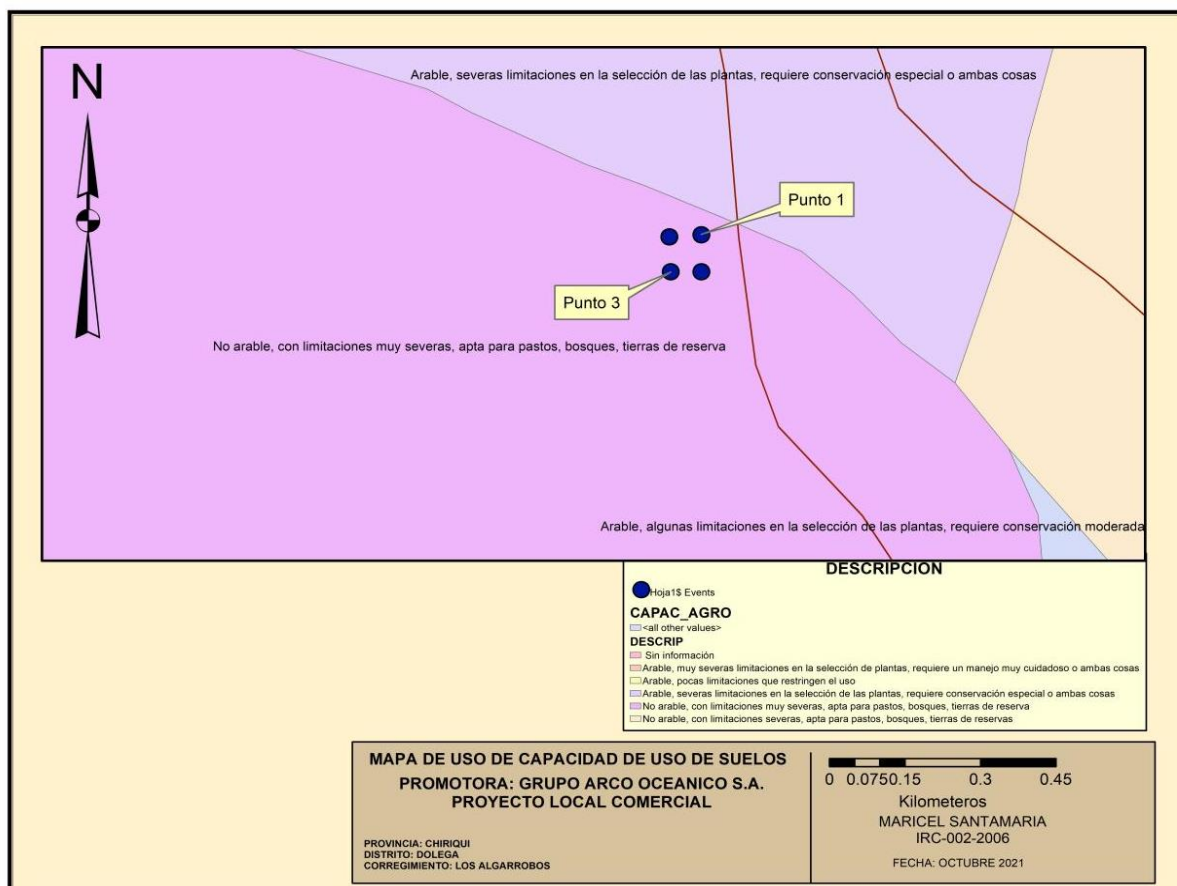 N
Arable, severas limitaciones en la selección de las plantas, requiere conservación especial o ambas cosas
Punto 1
Punto 3
No arable, con limitaciones muy severas, apta para pastos, bosques, tierras de reserva
Arable, algunas limitaciones en la selección de las plantas, requiere conservación moderada
DESCRIPCION
Hoja1$ Events
CAPAC_AGRO
<all other values>
DESCRIP
Sin información
Arable, muy severas limitaciones en la selección de plantas, requiere un manejo muy cuidadoso o ambas cosas
Arable, pocas limitaciones que restringen el uso
Arable, severas limitaciones en la selección de las plantas, requiere conservación especial o ambas cosas
No arable, con limitaciones muy severas, apta para pastos, bosques, tierras de reserva
No arable, con limitaciones severas, apta para pastos, bosques, tierras de reservas
MAPA DE USO DE CAPACIDAD DE USO DE SUELOS
PROMOTORA: GRUPO ARCO OCEANICO S.A.
PROYECTO LOCAL COMERCIAL
PROVINCIA: CHIRIQUI
DISTRITO: DOLEGA
CORREGIMIENTO: LOS ALGARROBOS
0 0.075 0.15 0.3 0.45
Kilometeros
MARICEL SANTAMARIA
IRC-002-2006
FECHA: OCTUBRE 2021